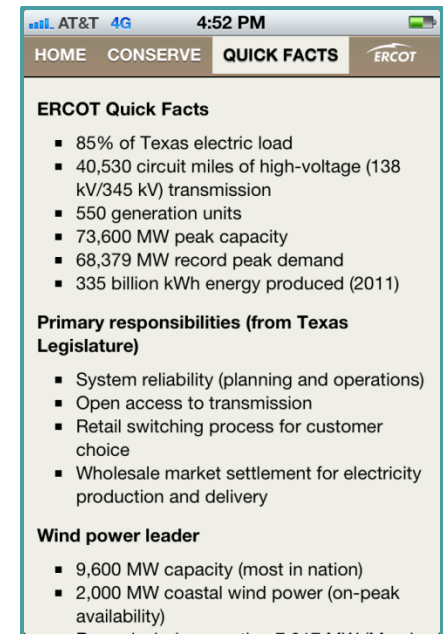 AT&T 4G 4:52 PM
HOME CONSERVE QUICK FACTS ERCOT
ERCOT Quick Facts
▪ 85% of Texas electric load
▪ 40,530 circuit miles of high-voltage (138
kV/345 kV) transmission
▪ 550 generation units
▪ 73,600 MW peak capacity
▪ 68,379 MW record peak demand
▪ 335 billion kWh energy produced (2011)
Primary responsibilities (from Texas
Legislature)
▪ System reliability (planning and operations)
▪ Open access to transmission
▪ Retail switching process for customer
choice
▪ Wholesale market settlement for electricity
production and delivery
Wind power leader
▪ 9,600 MW capacity (most in nation)
▪ 2,000 MW coastal wind power (on-peak
availability)